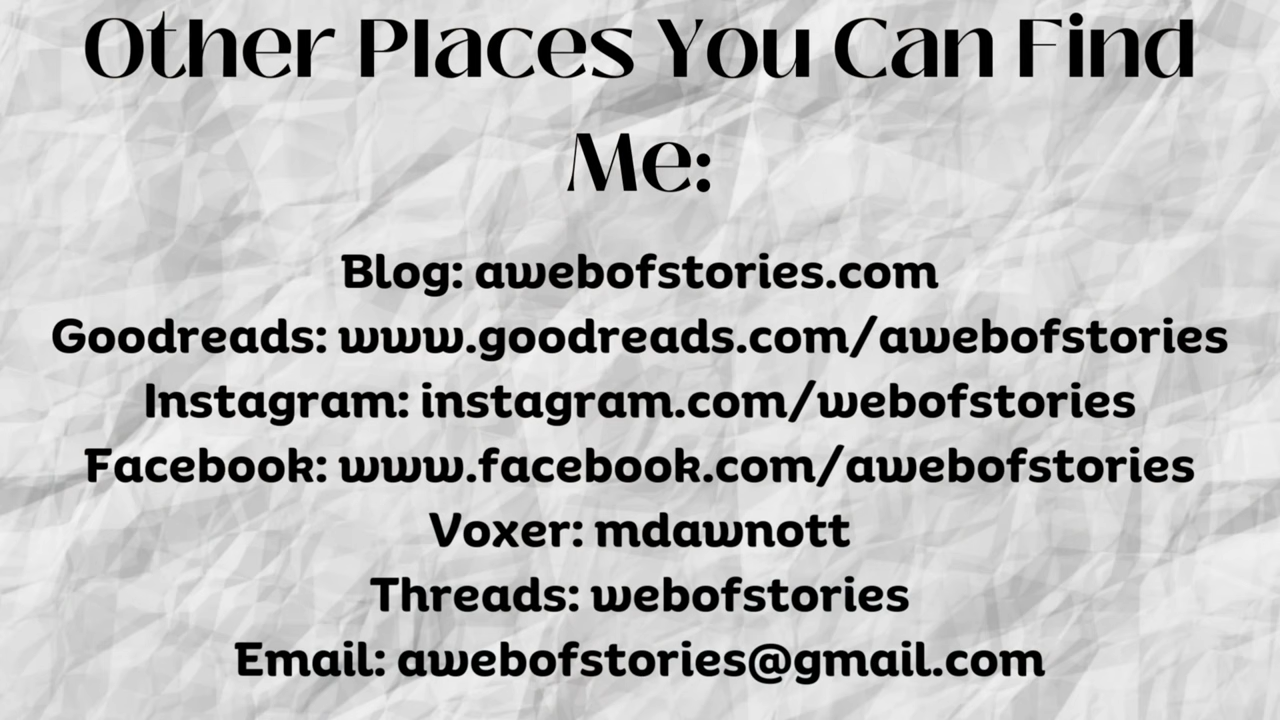 Other Places You Can Find
Me:
Blog: awebofstories.com
Goodreads: www.goodreads.com/awebofstories
Instagram: instagram.com/webofstories
Facebook: www.facebook.com/awebofstories
Voxer: mdawnott
Threads: webofstories
Email: awebofstories@gmail.com